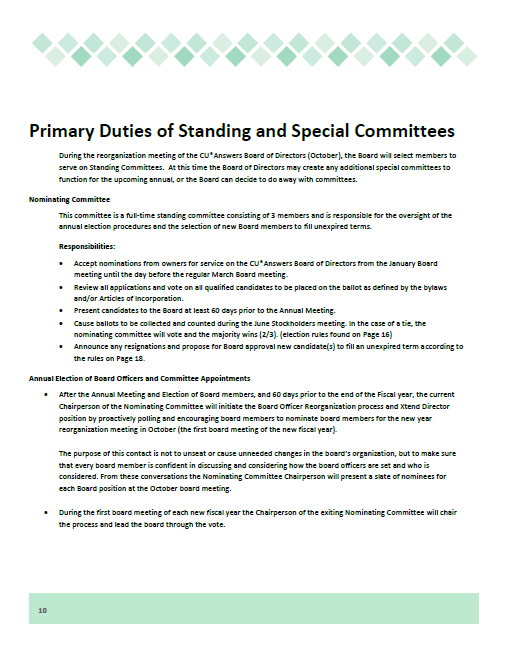 Primary Duties of Standing and Special Committees
During the reorganization meeting of the CU*Answers Board of Directors (October), the Board will select members to
serve on Standing Committees.  At this time the Board of Directors may create any additional special committees to
function for the upcoming annual, or the Board can decide to do away with committees.
Nominating Committee
This committee is a full-time standing committee consisting of 3 members and is responsible for the oversight of the
annual election procedures and the selection of new Board members to fill unexpired terms.
Responsibilities:
• Accept nominations from owners for service on the CU*Answers Board of Directors from the January Board
meeting until the day before the regular March Board meeting.
• Review all applications and vote on all qualified candidates to be placed on the ballot as defined by the bylaws
and/or Articles of Incorporation.
• Present candidates to the Board at least 60 days prior to the Annual Meeting.
• Cause ballots to be collected and counted during the June Stockholders meeting. In the case of a tie, the
nominating committee will vote and the majority wins (2/3). (election rules found on Page 16)
• Announce any resignations and propose for Board approval new candidate(s) to fill an unexpired term according to
the rules on Page 18.
Annual Election of Board Officers and Committee Appointments
• After the Annual Meeting and Election of Board members, and 60 days prior to the end of the Fiscal year, the current
Chairperson of the Nominating Committee will initiate the Board Officer Reorganization process and Xtend Director
position by proactively polling and encouraging board members to nominate board members for the new year
reorganization meeting in October (the first board meeting of the new fiscal year).
The purpose of this contact is not to unseat or cause unneeded changes in the board's organization, but to make sure
that every board member is confident in discussing and considering how the board officers are set and who is
considered. From these conversations the Nominating Committee Chairperson will present a slate of nominees for
each Board position at the October board meeting.
• During the first board meeting of each new fiscal year the Chairperson of the exiting Nominating Committee will chair
the process and lead the board through the vote.
10